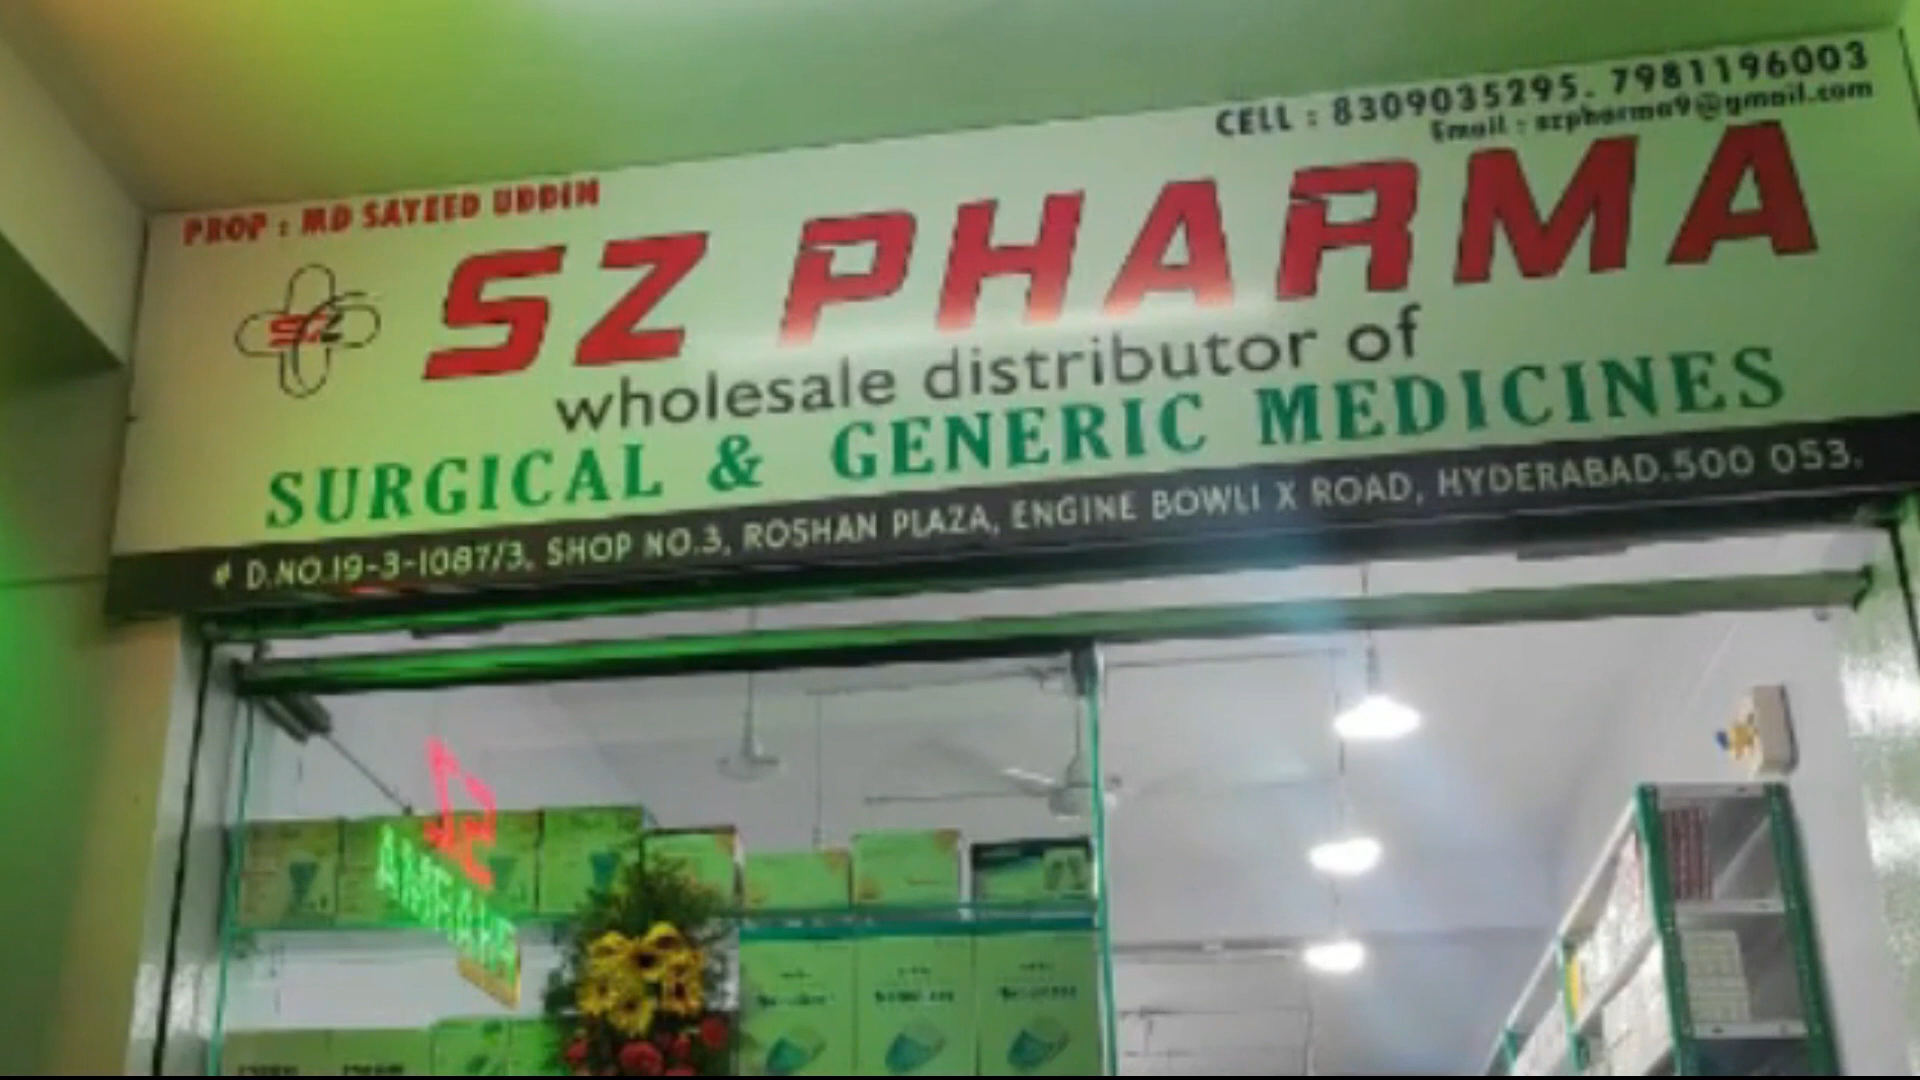 CELL : 8309035295. 7981196003
Email : szpharma9@gmail.com
PROP : MD SAYEED UDDIN
SZ
SZ PHARMA
wholesale distributor of
SURGICAL & GENERIC MEDICINES
# D.NO.19-3-1087/3, SHOP NO.3, ROSHAN PLAZA, ENGINE BOWLI X ROAD, HYDERABAD.500 053.